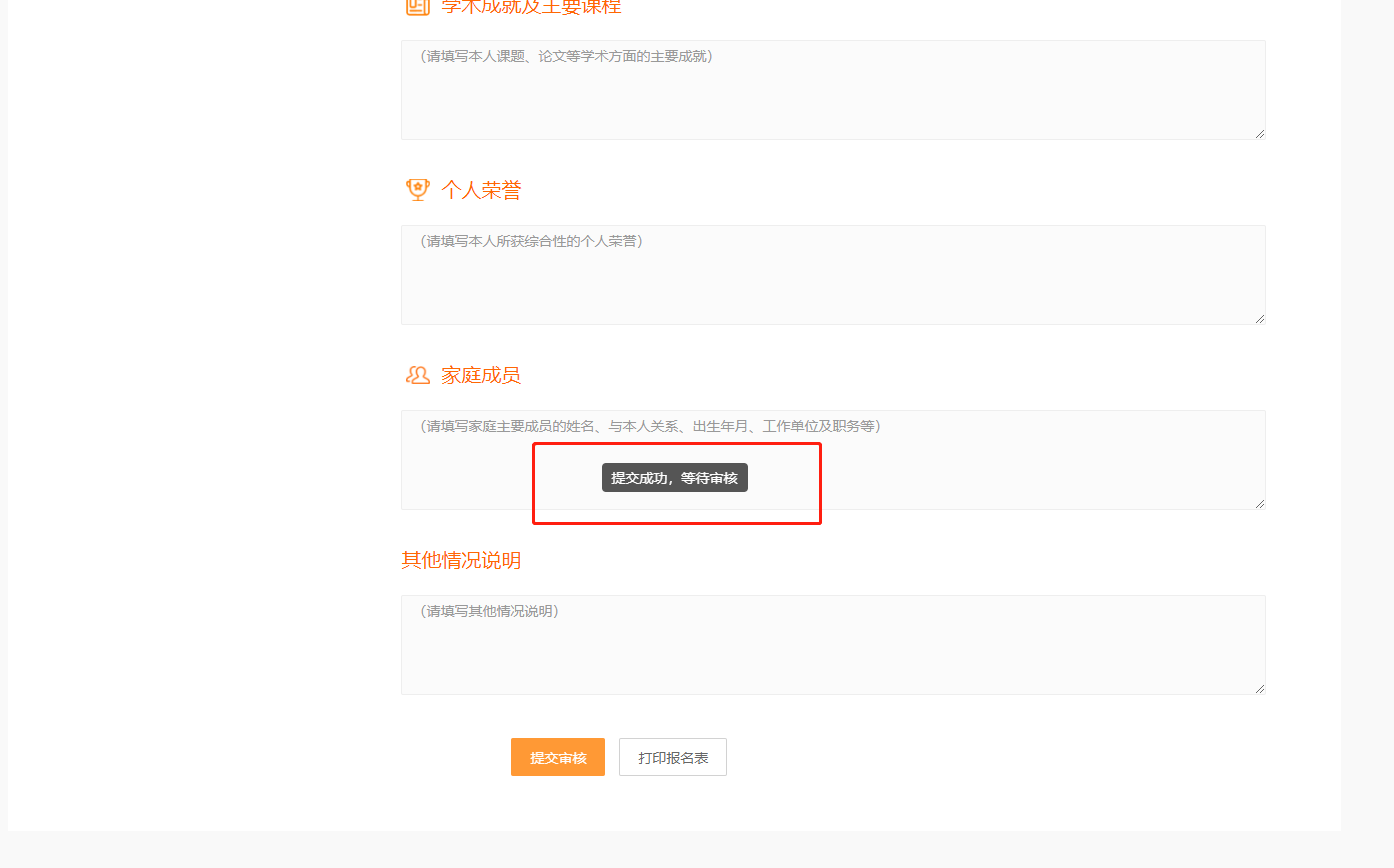 学术成就及主要课程
（请填写本人课题、论文等学术方面的主要成就）
个人荣誉
（请填写本人所获综合性的个人荣誉）
家庭成员
（请填写家庭主要成员的姓名、与本人关系、出生年月、工作单位及职务等）
提交成功，等待审核
其他情况说明
（请填写其他情况说明）
提交审核 打印报名表